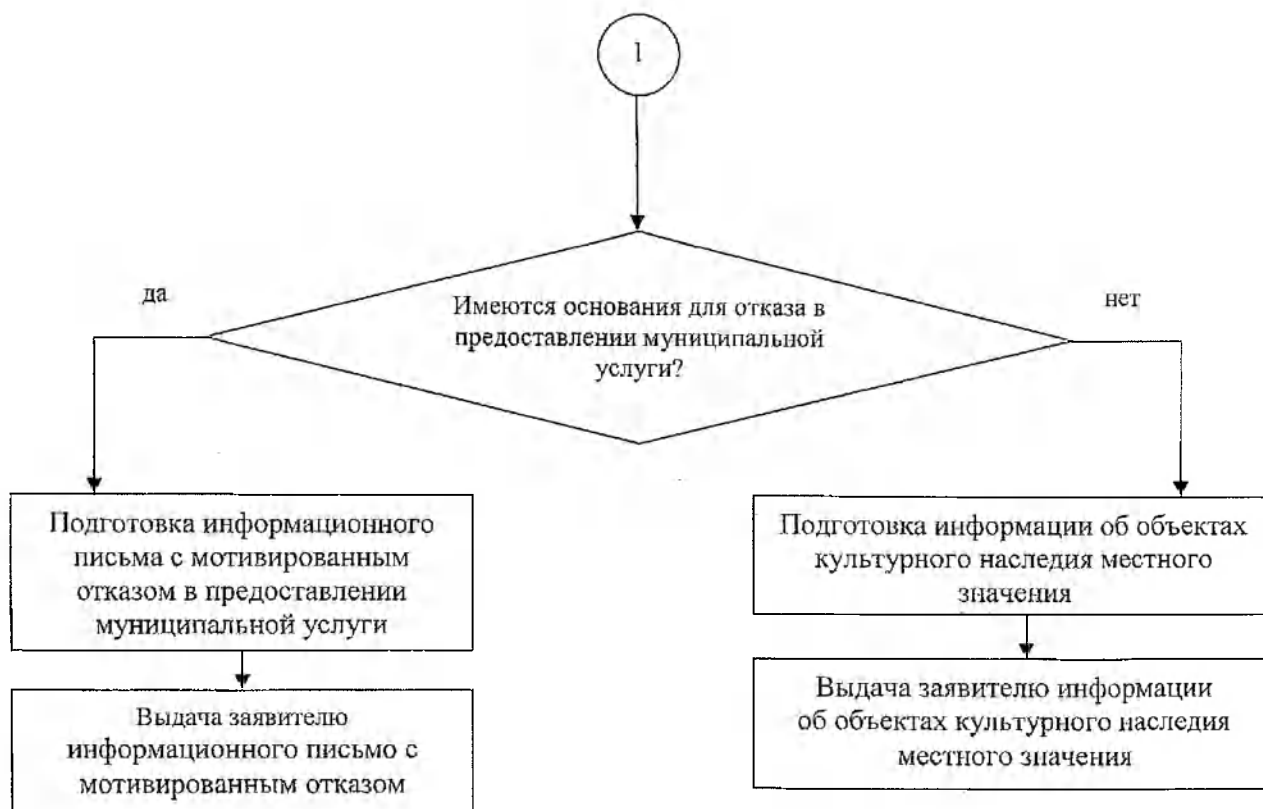 1
да
Имеются основания для отказа в
предоставлении муниципальной
услуги?
нет
Подготовка информационного
письма с мотивированным
отказом в предоставлении
муниципальной услуги
Подготовка информации об объектах
культурного наследия местного
значения
Выдача заявителю
информационного письмо с
мотивированным отказом
Выдача заявителю информации
об объектах культурного наследия
местного значения